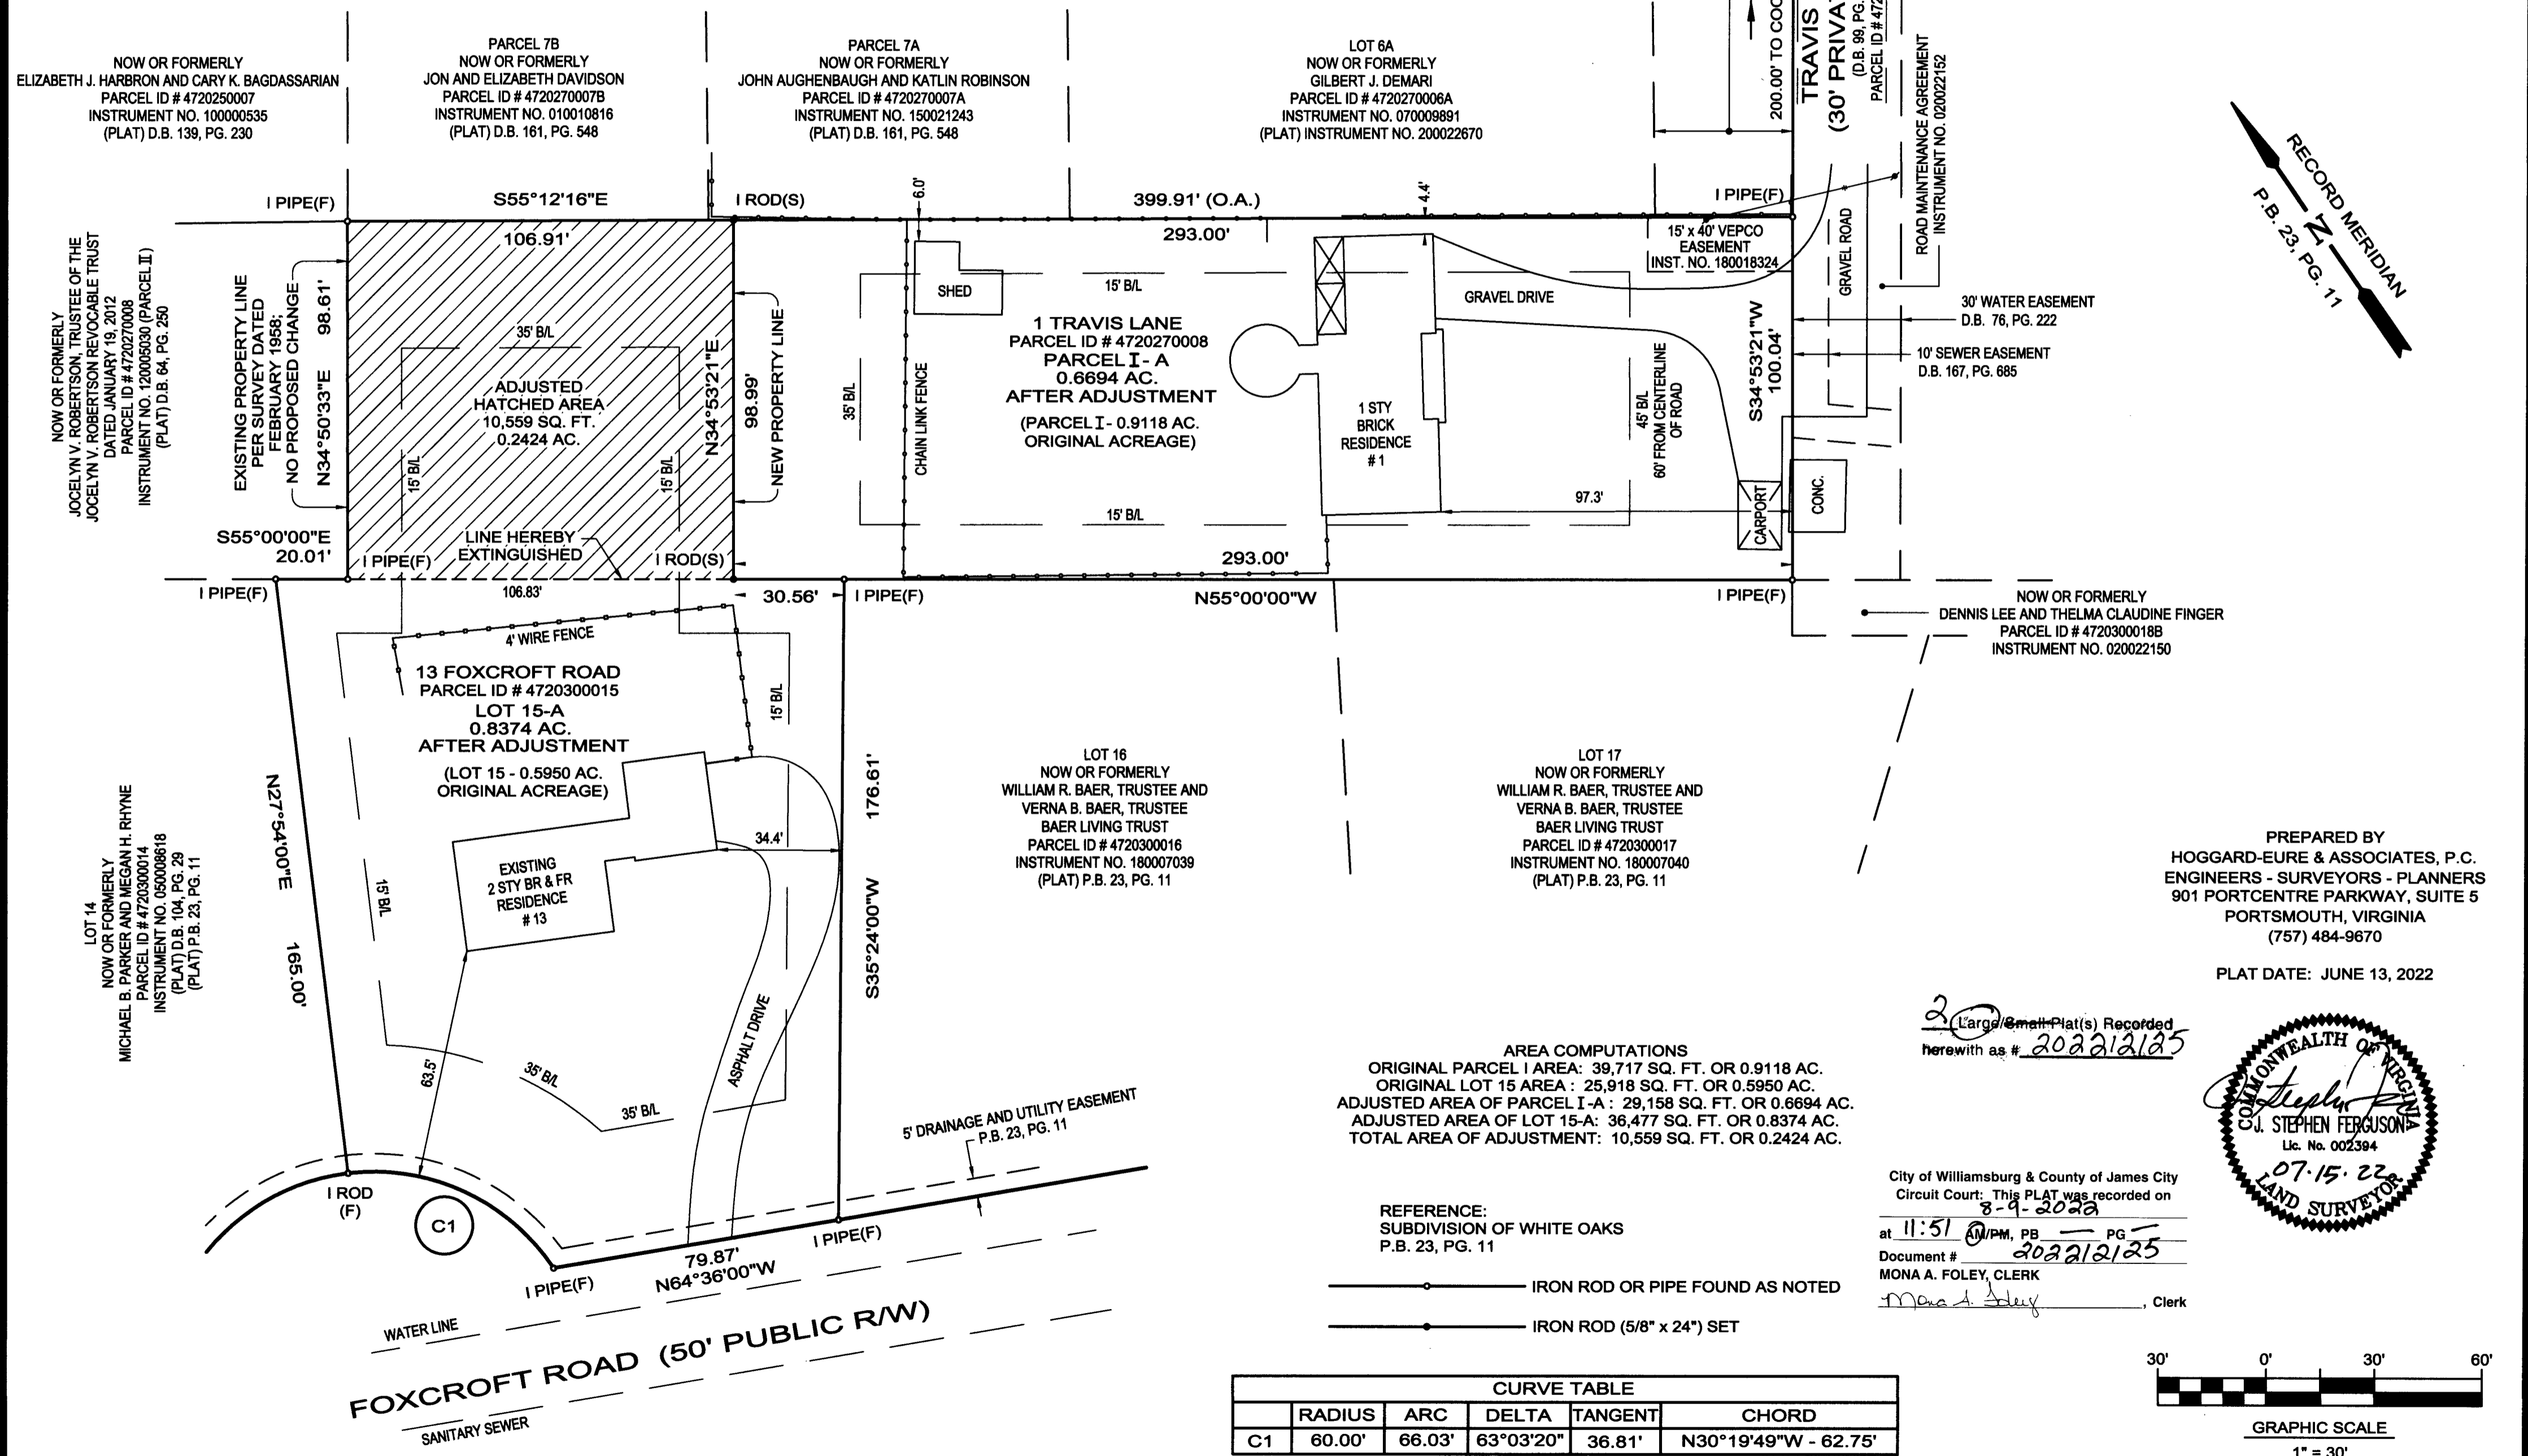 NOW OR FORMERLY
ELIZABETH J. HARBRON AND CARY K. BAGDASSARIAN
PARCEL ID # 4720250007
INSTRUMENT NO. 100000535
(PLAT) D.B. 139, PG. 230
PARCEL 7B
NOW OR FORMERLY
JON AND ELIZABETH DAVIDSON
PARCEL ID # 4720270007B
INSTRUMENT NO. 010010816
(PLAT) D.B. 161, PG. 548
PARCEL 7A
NOW OR FORMERLY
JOHN AUGHENBAUGH AND KATLIN ROBINSON
PARCEL ID # 4720270007A
INSTRUMENT NO. 150021243
(PLAT) D.B. 161, PG. 548
LOT 6A
NOW OR FORMERLY
GILBERT J. DEMARI
PARCEL ID # 4720270006A
INSTRUMENT NO. 070009891
(PLAT) INSTRUMENT NO. 200022670
200.00' TO
TRAVIS
(30'
(D.B. 99, PG.
PARCEL ID #
ROAD MAINTENANCE AGREEMENT
INSTRUMENT NO. 020022152
RECORD MERIDIAN
N
P.B. 23, PG. 11
I PIPE(F)
S55°12'16"E
I ROD(S)
6.0'
399.91' (O.A.)
4.4'
I PIPE(F)
106.91'
293.00'
15' x 40' VEPCO
EASEMENT
INST. NO. 180018324
GRAVEL ROAD
NOW OR FORMERLY
JOCELYN V. ROBERTSON, TRUSTEE OF THE
JOCELYN V. ROBERTSON REVOCABLE TRUST
DATED JANUARY 19, 2012
PARCEL ID # 4720270008
INSTRUMENT NO. 120005030 (PARCEL II)
(PLAT) D.B. 64, PG. 250
EXISTING PROPERTY LINE
PER SURVEY DATED
FEBRUARY 1958;
NO PROPOSED CHANGE
N34°50'33"E 98.61'
35' B/L
15' B/L
15' B/L
ADJUSTED
HATCHED AREA
10,559 SQ. FT.
0.2424 AC.
N34°53'21"E
98.99'
NEW PROPERTY LINE
SHED
15' B/L
35' B/L
CHAIN LINK FENCE
1 TRAVIS LANE
PARCEL ID # 4720270008
PARCEL I - A
0.6694 AC.
AFTER ADJUSTMENT
(PARCEL I - 0.9118 AC.
ORIGINAL ACREAGE)
15' B/L
1 STY
BRICK
RESIDENCE
# 1
GRAVEL DRIVE
45' B/L
60' FROM CENTERLINE
OF ROAD
S34°53'21"W
100.04'
97.3'
CARPORT
CONC.
30' WATER EASEMENT
D.B. 76, PG. 222
10' SEWER EASEMENT
D.B. 167, PG. 685
S55°00'00"E
20.01'
I PIPE(F)
LINE HEREBY
EXTINGUISHED
I ROD(S)
293.00'
I PIPE(F)
106.83'
30.56'
I PIPE(F)
N55°00'00"W
I PIPE(F)
NOW OR FORMERLY
DENNIS LEE AND THELMA CLAUDINE FINGER
PARCEL ID # 4720300018B
INSTRUMENT NO. 020022150
4' WIRE FENCE
13 FOXCROFT ROAD
PARCEL ID # 4720300015
LOT 15-A
0.8374 AC.
AFTER ADJUSTMENT
(LOT 15 - 0.5950 AC.
ORIGINAL ACREAGE)
15' B/L
LOT 14
NOW OR FORMERLY
MICHAEL B. PARKER AND MEGAN H. RHYNE
PARCEL ID # 4720300014
INSTRUMENT NO. 050008618
(PLAT) D.B. 104, PG. 29
(PLAT) P.B. 23, PG. 11
N27°54'00"E 165.00'
15' B/L
EXISTING
2 STY BR & FR
RESIDENCE
# 13
34.4'
176.61'
S35°24'00"W
63.5'
35' B/L
35' B/L
ASPHALT DRIVE
LOT 16
NOW OR FORMERLY
WILLIAM R. BAER, TRUSTEE AND
VERNA B. BAER, TRUSTEE
BAER LIVING TRUST
PARCEL ID # 4720300016
INSTRUMENT NO. 180007039
(PLAT) P.B. 23, PG. 11
LOT 17
NOW OR FORMERLY
WILLIAM R. BAER, TRUSTEE AND
VERNA B. BAER, TRUSTEE
BAER LIVING TRUST
PARCEL ID # 4720300017
INSTRUMENT NO. 180007040
(PLAT) P.B. 23, PG. 11
PREPARED BY
HOGGARD-EURE & ASSOCIATES, P.C.
ENGINEERS - SURVEYORS - PLANNERS
901 PORTCENTRE PARKWAY, SUITE 5
PORTSMOUTH, VIRGINIA
(757) 484-9670
PLAT DATE: JUNE 13, 2022
2 Large/Small Plat(s) Recorded
herewith as # 202212125
COMMONWEALTH OF VIRGINIA
J. STEPHEN FERGUSON
Lic. No. 002394
07.15.22
LAND SURVEYOR
AREA COMPUTATIONS
ORIGINAL PARCEL I AREA: 39,717 SQ. FT. OR 0.9118 AC.
ORIGINAL LOT 15 AREA : 25,918 SQ. FT. OR 0.5950 AC.
ADJUSTED AREA OF PARCEL I-A : 29,158 SQ. FT. OR 0.6694 AC.
ADJUSTED AREA OF LOT 15-A: 36,477 SQ. FT. OR 0.8374 AC.
TOTAL AREA OF ADJUSTMENT: 10,559 SQ. FT. OR 0.2424 AC.
5' DRAINAGE AND UTILITY EASEMENT
P.B. 23, PG. 11
I ROD
(F)
C1
I PIPE(F)
79.87'
N64°36'00"W
I PIPE(F)
WATER LINE
FOXCROFT ROAD (50' PUBLIC R/W)
SANITARY SEWER
REFERENCE:
SUBDIVISION OF WHITE OAKS
P.B. 23, PG. 11
IRON ROD OR PIPE FOUND AS NOTED
IRON ROD (5/8" x 24") SET
City of Williamsburg & County of James City
Circuit Court: This PLAT was recorded on
8-9-2022
at 11:51 AM/PM, PB — PG —
Document # 202212125
MONA A. FOLEY, CLERK
Mona A. Foley, Clerk
CURVE TABLE
RADIUS ARC DELTA TANGENT CHORD
C1 60.00' 66.03' 63°03'20" 36.81' N30°19'49"W - 62.75'
30' 0' 30' 60'
GRAPHIC SCALE
1" = 30'